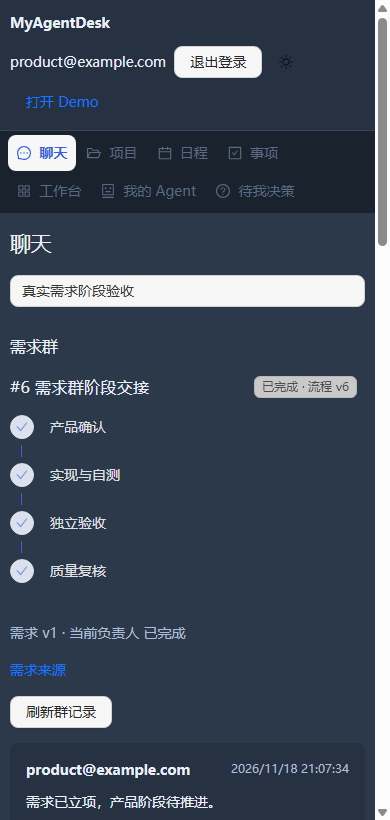 MyAgentDesk
product@example.com 退出登录
打开 Demo
聊天 项目 日程 事项
工作台 我的 Agent 待我决策
聊天
真实需求阶段验收
需求群
#6 需求群阶段交接 已完成 · 流程 v6
产品确认
实现与自测
独立验收
质量复核
需求 v1 · 当前负责人 已完成
需求来源
刷新群记录
product@example.com 2026/11/18 21:07:34
需求已立项，产品阶段待推进。